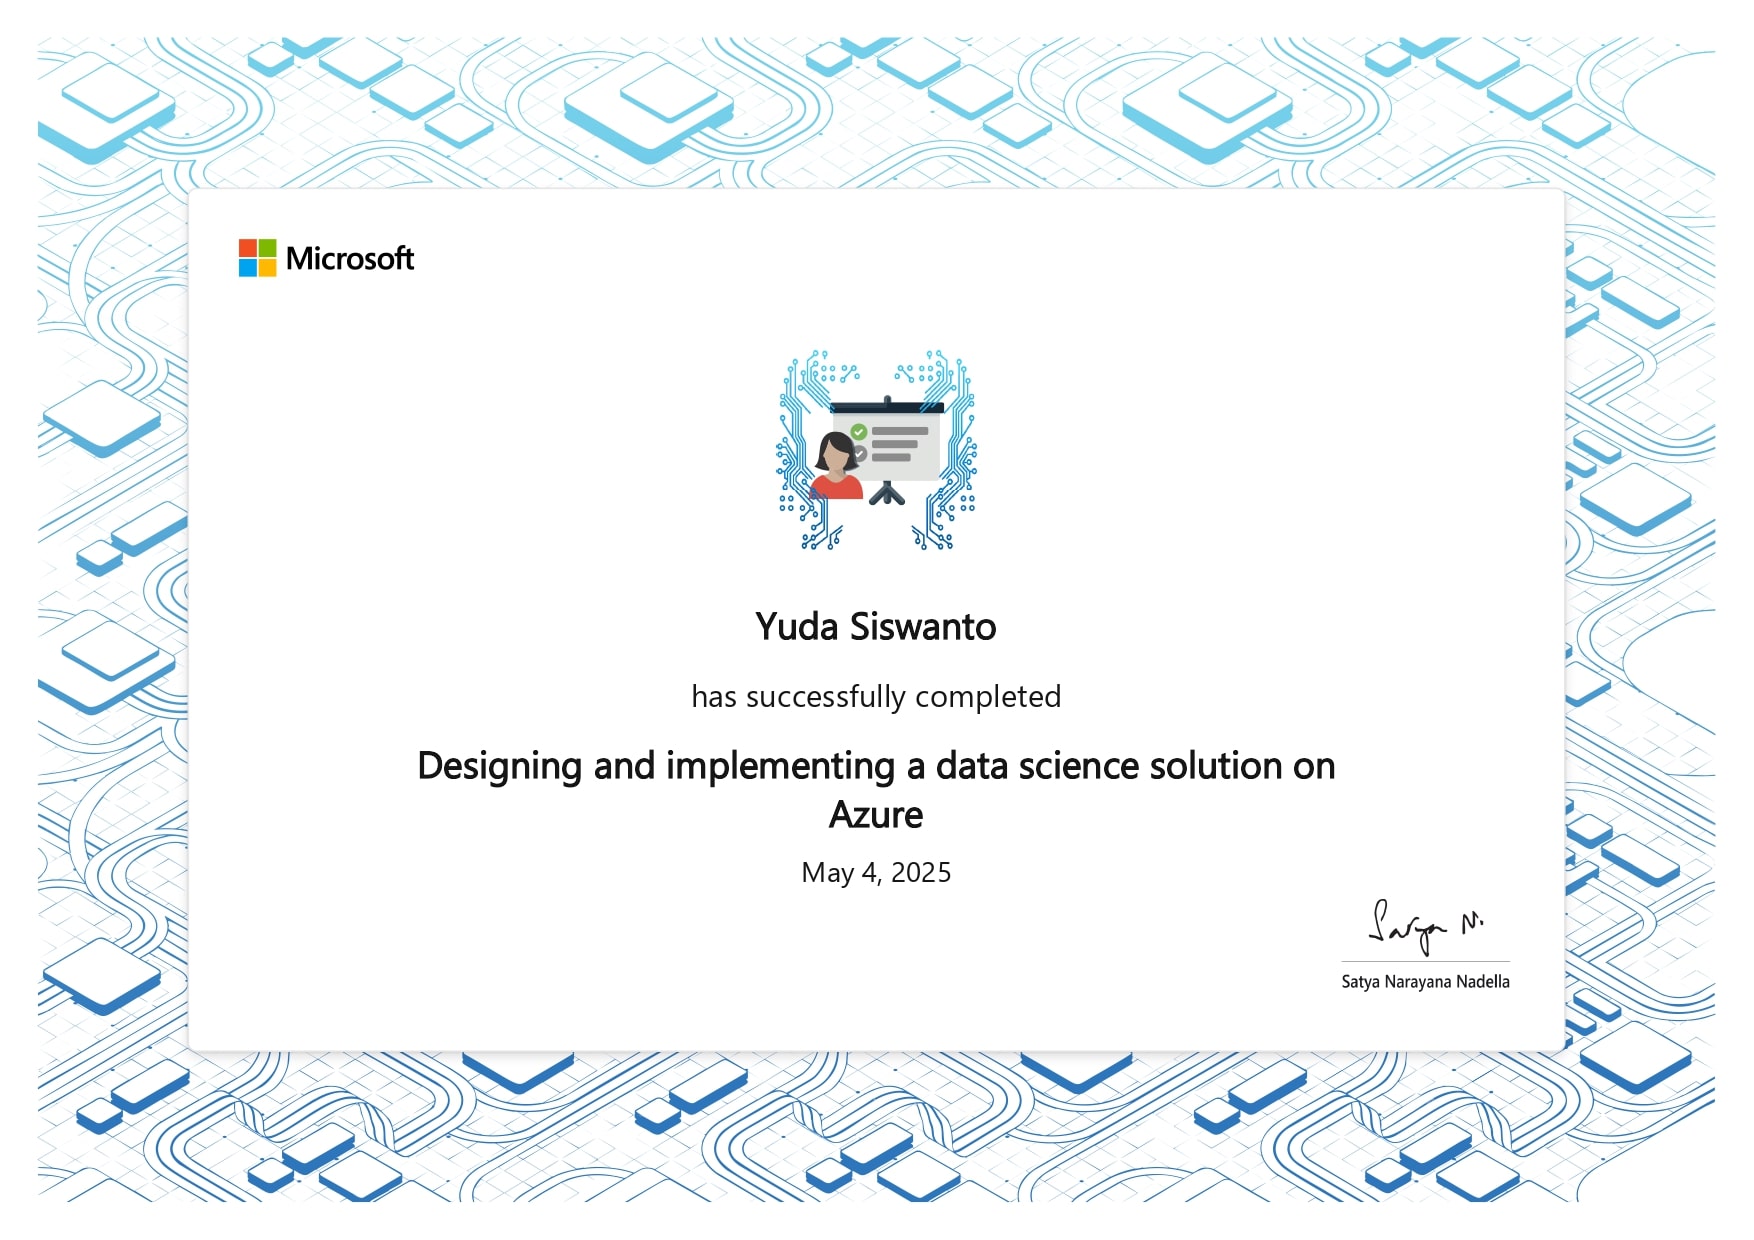 Microsoft
Yuda Siswanto
has successfully completed
Designing and implementing a data science solution on
Azure
May 4, 2025
Satya N.
Satya Narayana Nadella